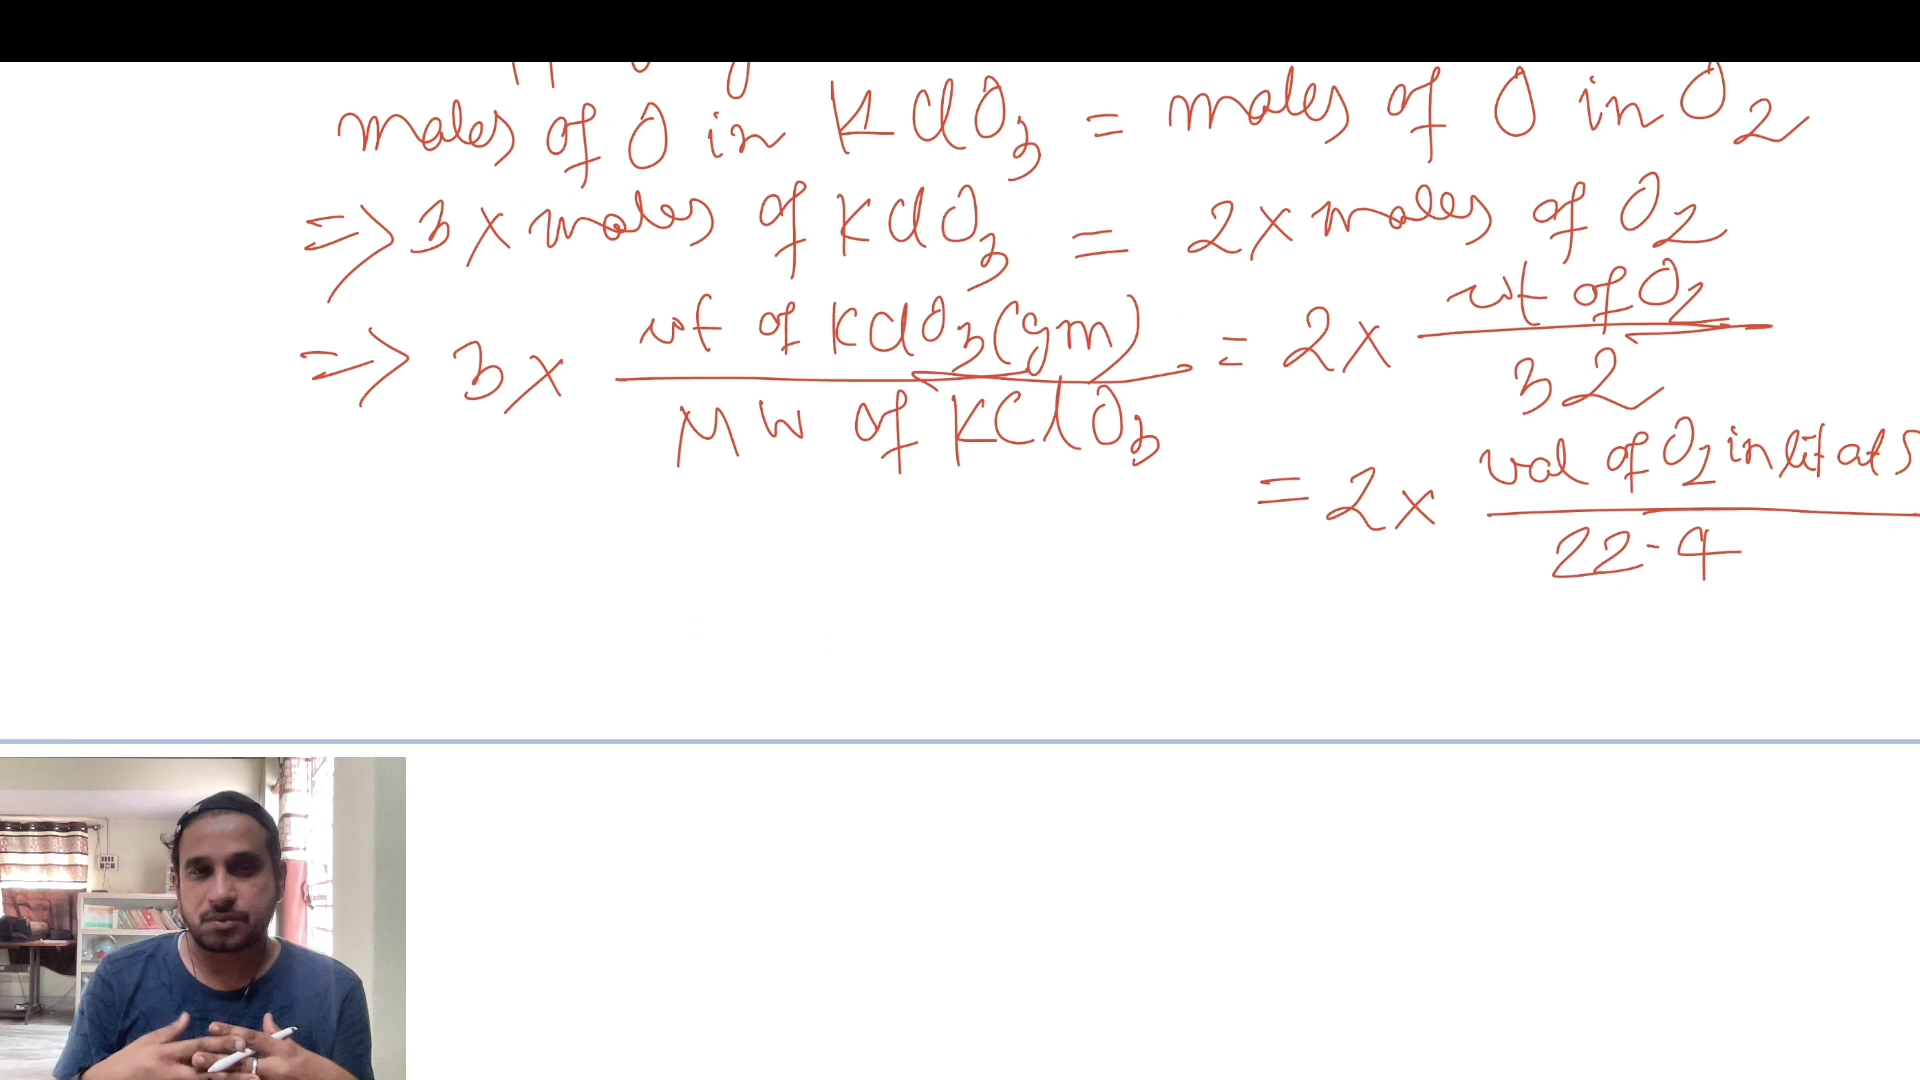 moles of O in KClO3 = moles of O in O2
=> 3 x moles of KClO3 = 2 x moles of O2
=> 3 x wt of KClO3 (gm) / MW of KClO3 = 2 x wt of O2 / 32
= 2 x vol of O2 in lit at S / 22.4